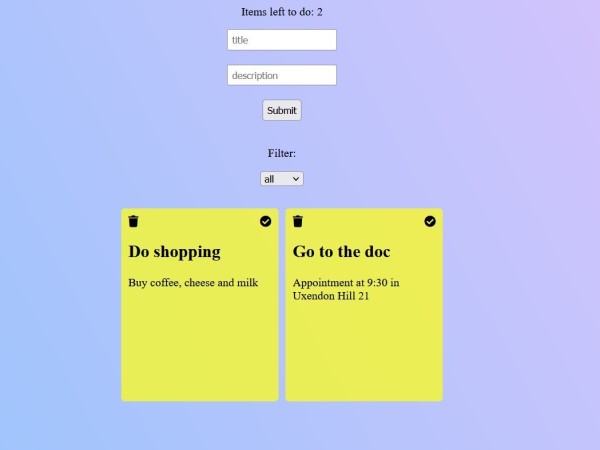 Items left to do: 2
title
description
Submit
Filter:
all
Do shopping
Buy coffee, cheese and milk
Go to the doc
Appointment at 9:30 in
Uxendon Hill 21